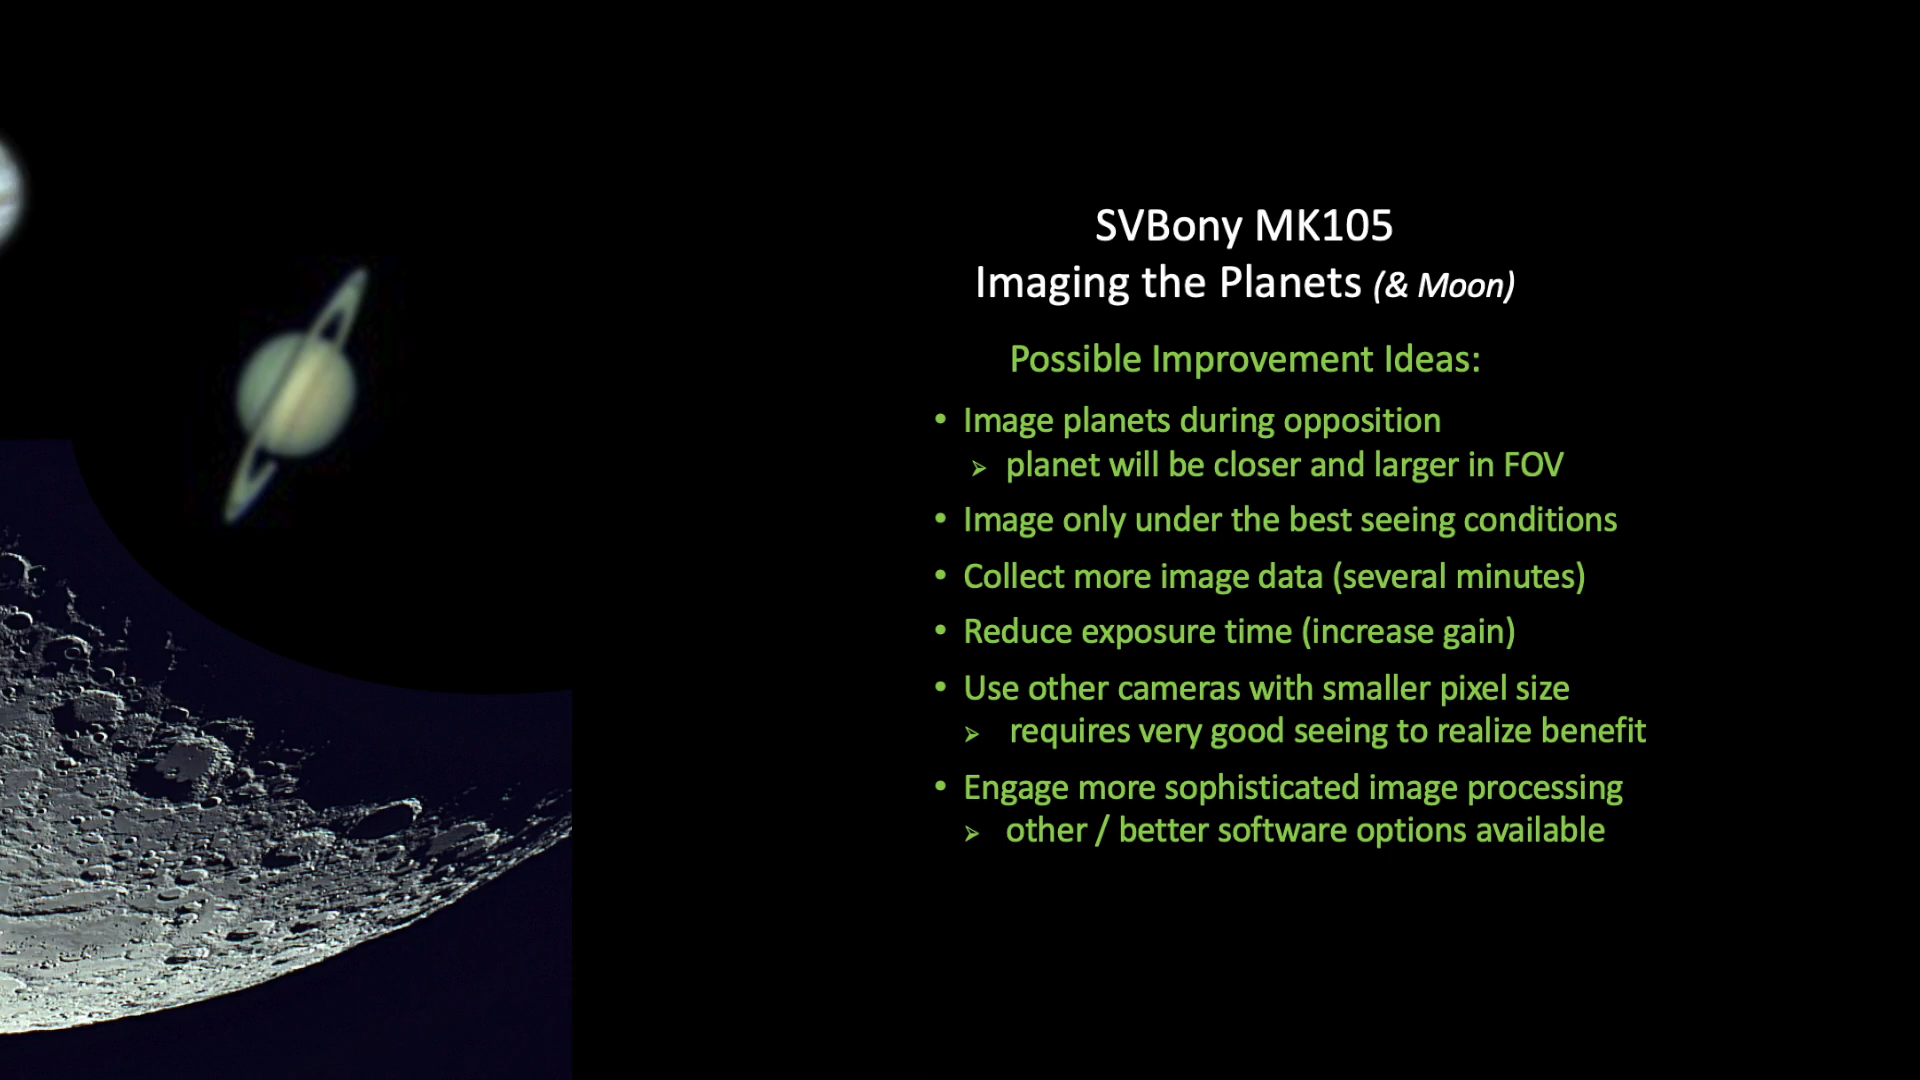 SVBony MK105
Imaging the Planets (& Moon)
Possible Improvement Ideas:
• Image planets during opposition
➢ planet will be closer and larger in FOV
• Image only under the best seeing conditions
• Collect more image data (several minutes)
• Reduce exposure time (increase gain)
• Use other cameras with smaller pixel size
➢ requires very good seeing to realize benefit
• Engage more sophisticated image processing
➢ other / better software options available